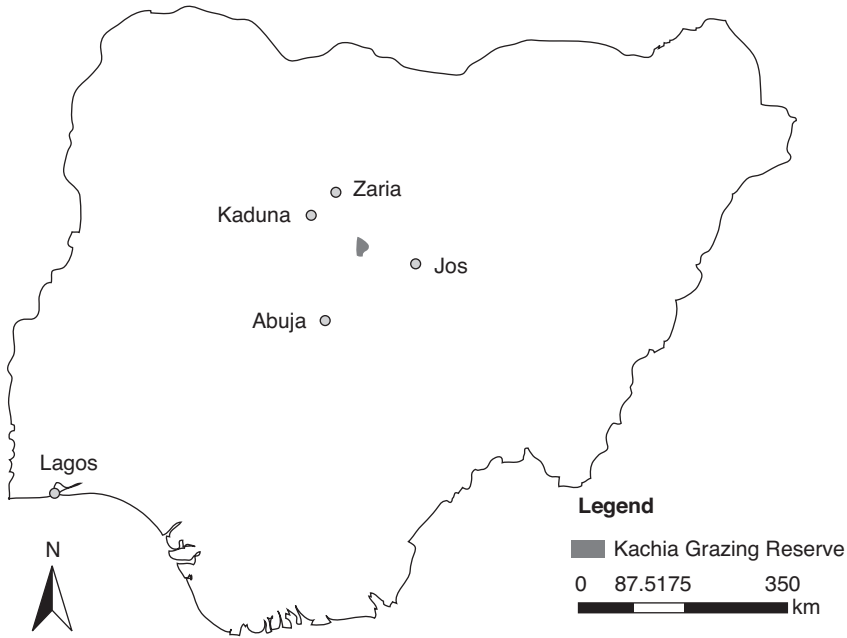 Zaria
Kaduna
Jos
Abuja
Lagos
Legend
N
Kachia Grazing Reserve
0 87.5175 350
km